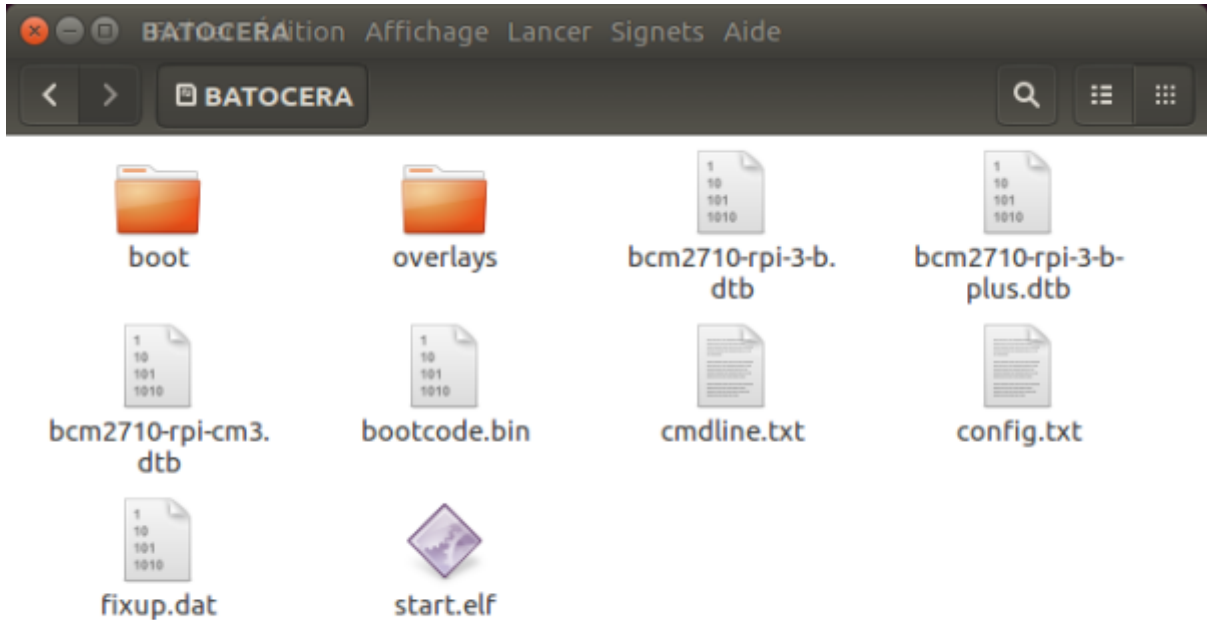 BATOCERA Édition Affichage Lancer Signets Aide
BATOCERA
boot
overlays
bcm2710-rpi-3-b.
dtb
bcm2710-rpi-3-b-
plus.dtb
bcm2710-rpi-cm3.
dtb
bootcode.bin
cmdline.txt
config.txt
fixup.dat
start.elf